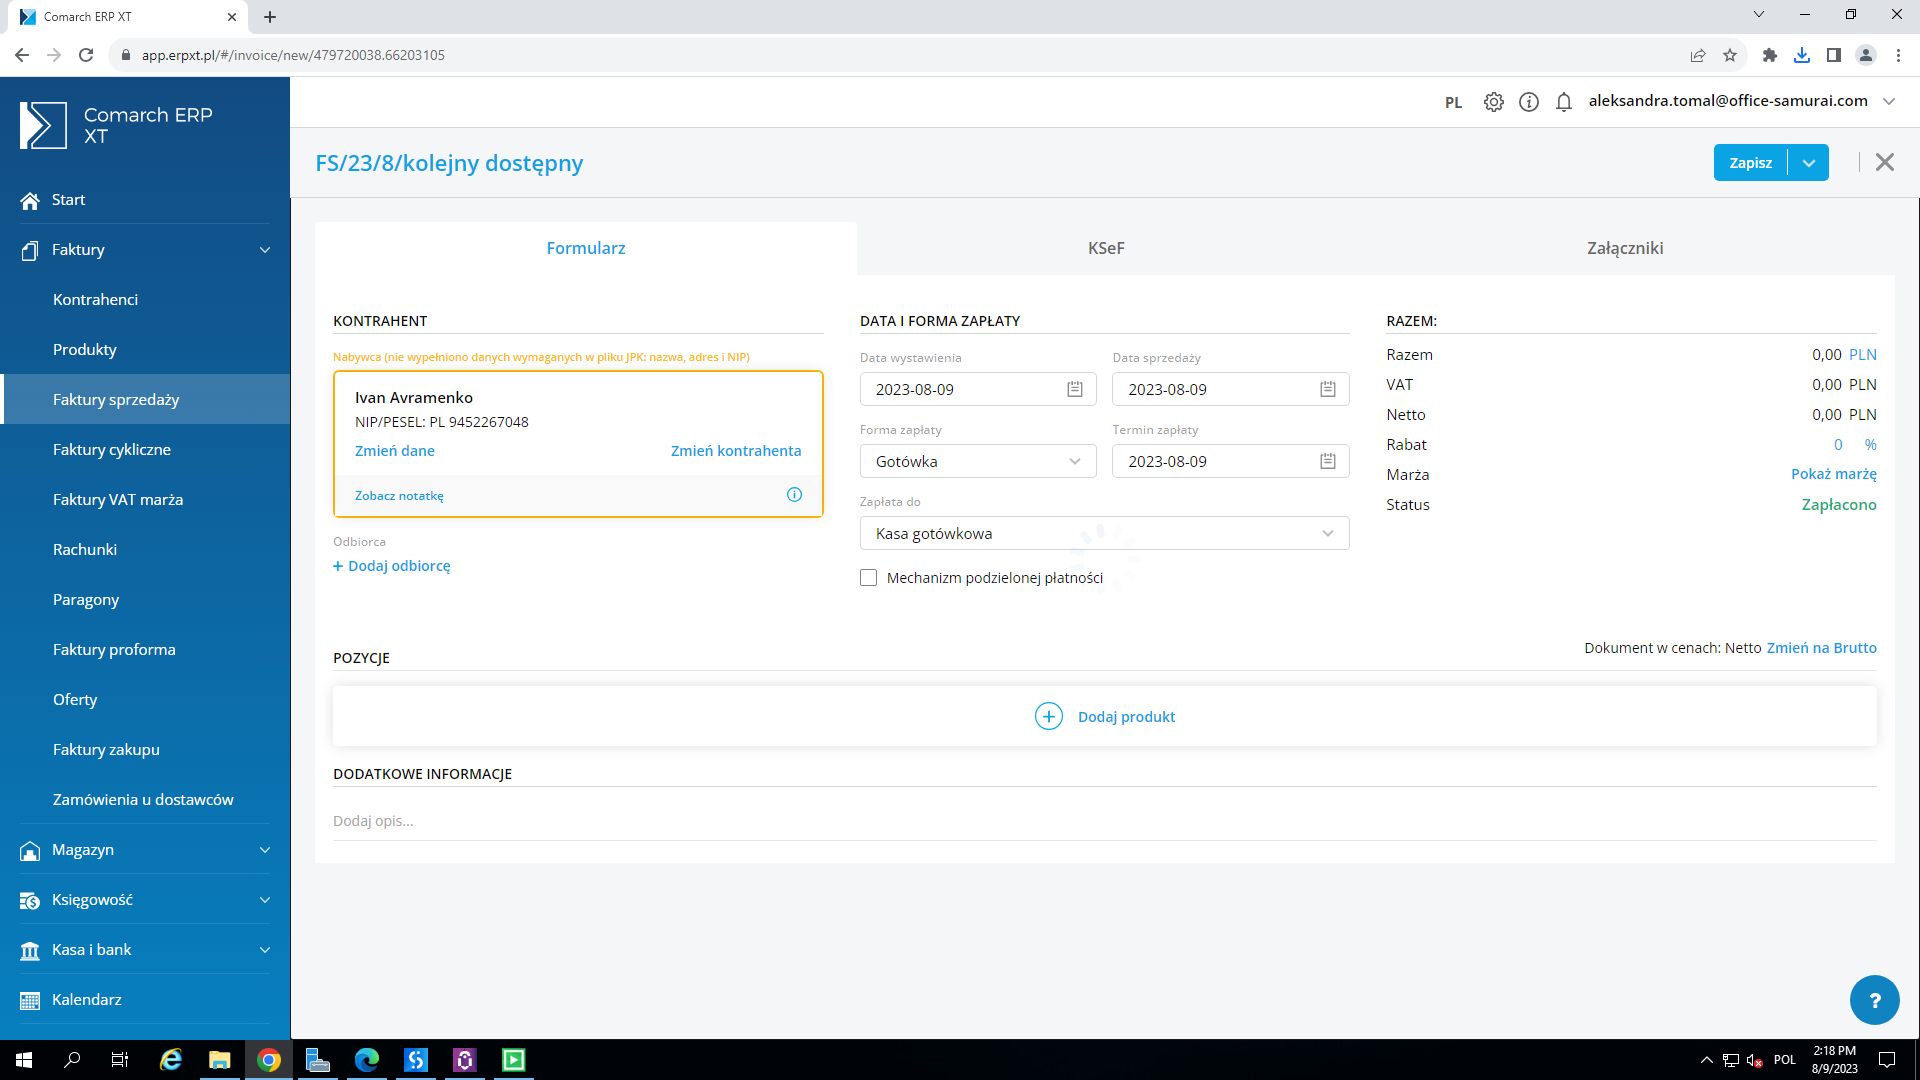 Comarch ERP XT
app.erpxt.pl/#/invoice/new/479720038.66203105
Comarch ERP
XT
PL
aleksandra.tomal@office-samurai.com
FS/23/8/kolejny dostępny
Zapisz
Start
Faktury
Kontrahenci
Produkty
Faktury sprzedaży
Faktury cykliczne
Faktury VAT marża
Rachunki
Paragony
Faktury proforma
Oferty
Faktury zakupu
Zamówienia u dostawców
Magazyn
Księgowość
Kasa i bank
Kalendarz
Formularz
KSeF
Załączniki
KONTRAHENT
Nabywca (nie wypełniono danych wymaganych w pliku JPK: nazwa, adres i NIP)
Ivan Avramenko
NIP/PESEL: PL 9452267048
Zmień dane
Zmień kontrahenta
Zobacz notatkę
Odbiorca
+ Dodaj odbiorcę
DATA I FORMA ZAPŁATY
Data wystawienia
Data sprzedaży
2023-08-09
2023-08-09
Forma zapłaty
Termin zapłaty
Gotówka
2023-08-09
Zapłata do
Kasa gotówkowa
Mechanizm podzielonej płatności
RAZEM:
Razem 0,00 PLN
VAT 0,00 PLN
Netto 0,00 PLN
Rabat 0 %
Marża Pokaż marżę
Status Zapłacono
POZYCJE
Dokument w cenach: Netto Zmień na Brutto
Dodaj produkt
DODATKOWE INFORMACJE
Dodaj opis...
?
POL
2:18 PM
8/9/2023